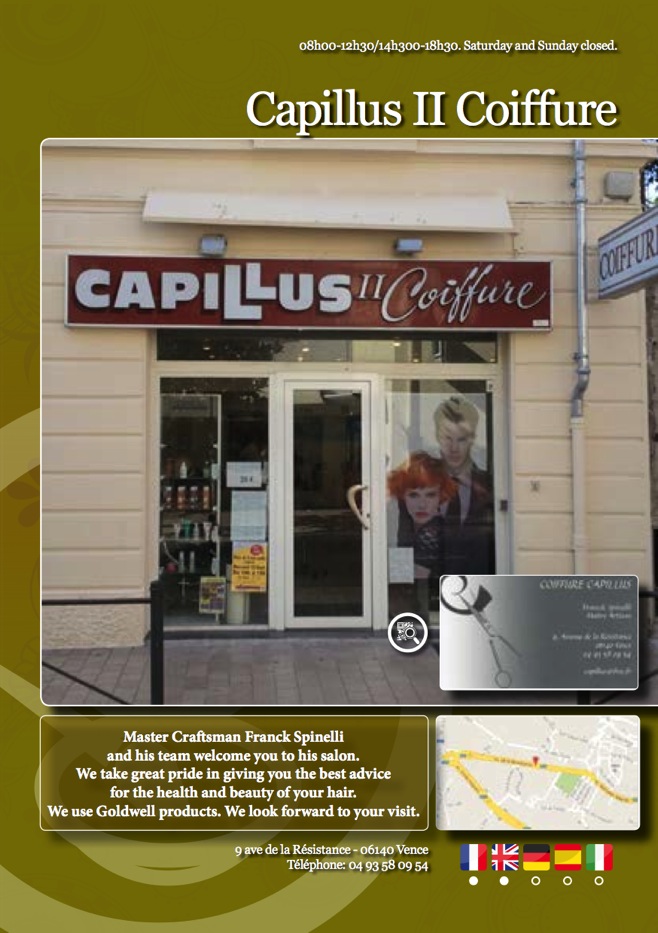 08h00-12h30/14h300-18h30. Saturday and Sunday closed.
Capillus II Coiffure
CAPILLUS II Coiffure
COIFFUR
COIFFURE CAPILLUS
Franck Spinelli
Maître Artisan
9, Avenue de la Résistance
06140 Vence
04 93 58 09 54
Master Craftsman Franck Spinelli
and his team welcome you to his salon.
We take great pride in giving you the best advice
for the health and beauty of your hair.
We use Goldwell products. We look forward to your visit.
9 ave de la Résistance - 06140 Vence
Téléphone: 04 93 58 09 54